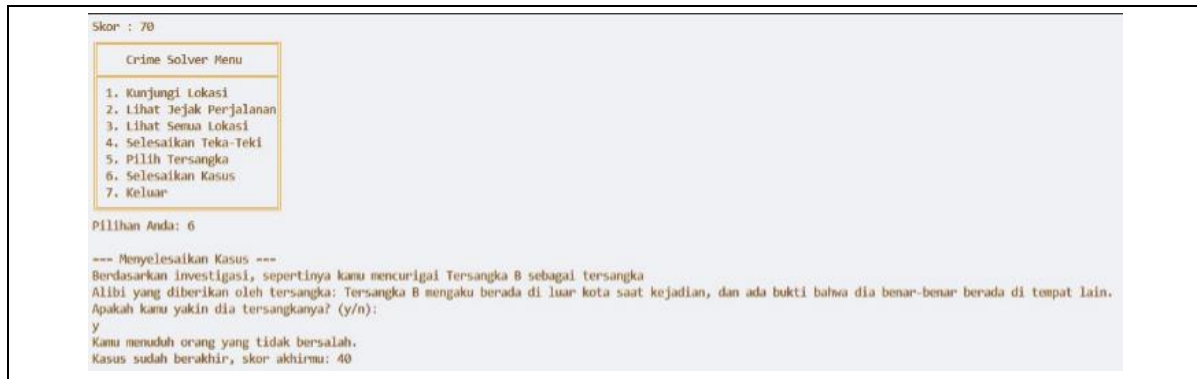 Skor : 70
Crime Solver Menu
1. Kunjungi Lokasi
2. Lihat Jejak Perjalanan
3. Lihat Semua Lokasi
4. Selesaikan Teka-Teki
5. Pilih Tersangka
6. Selesaikan Kasus
7. Keluar
Pilihan Anda: 6
--- Menyelesaikan Kasus ---
Berdasarkan investigasi, sepertinya kamu mencurigai Tersangka B sebagai tersangka
Alibi yang diberikan oleh tersangka: Tersangka B mengaku berada di luar kota saat kejadian, dan ada bukti bahwa dia benar-benar berada di tempat lain.
Apakah kamu yakin dia tersangkanya? (y/n):
y
Kamu menuduh orang yang tidak bersalah.
Kasus sudah berakhir, skor akhirmu: 40